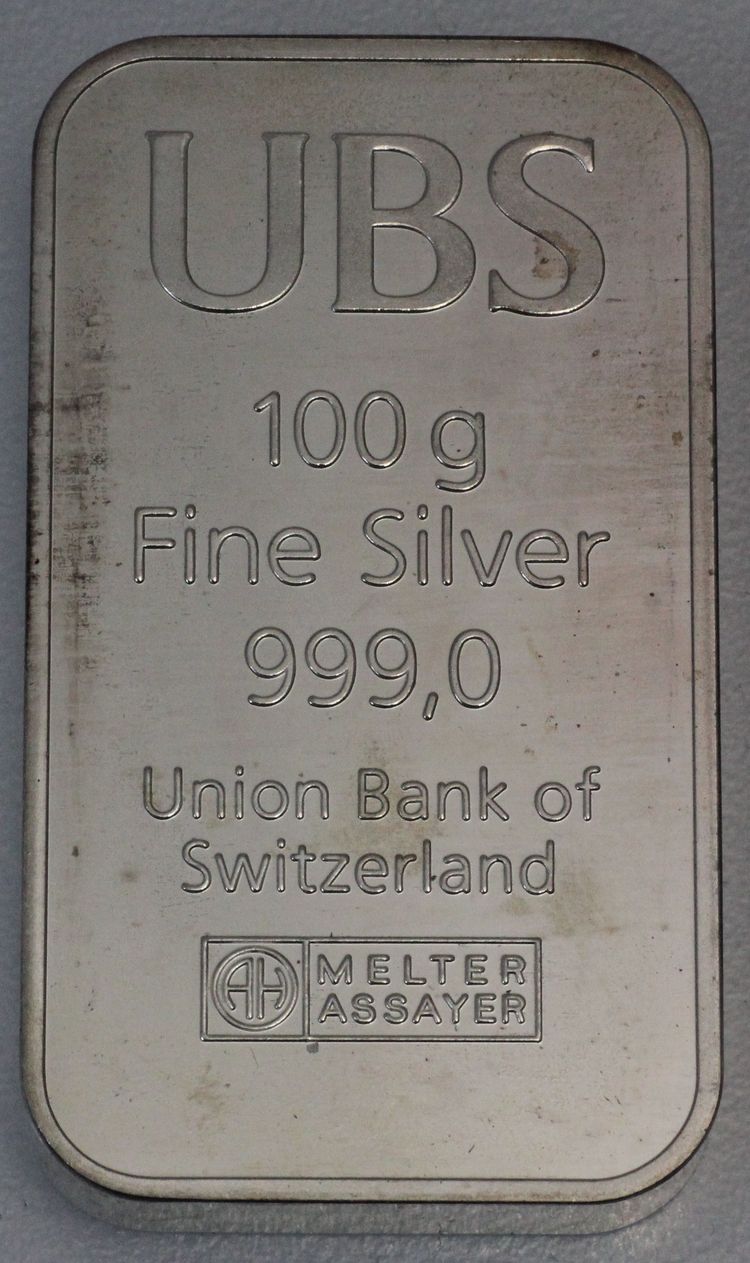 UBS
100 g
Fine Silver
999,0
Union Bank of
Switzerland
AH MELTER
ASSAYER